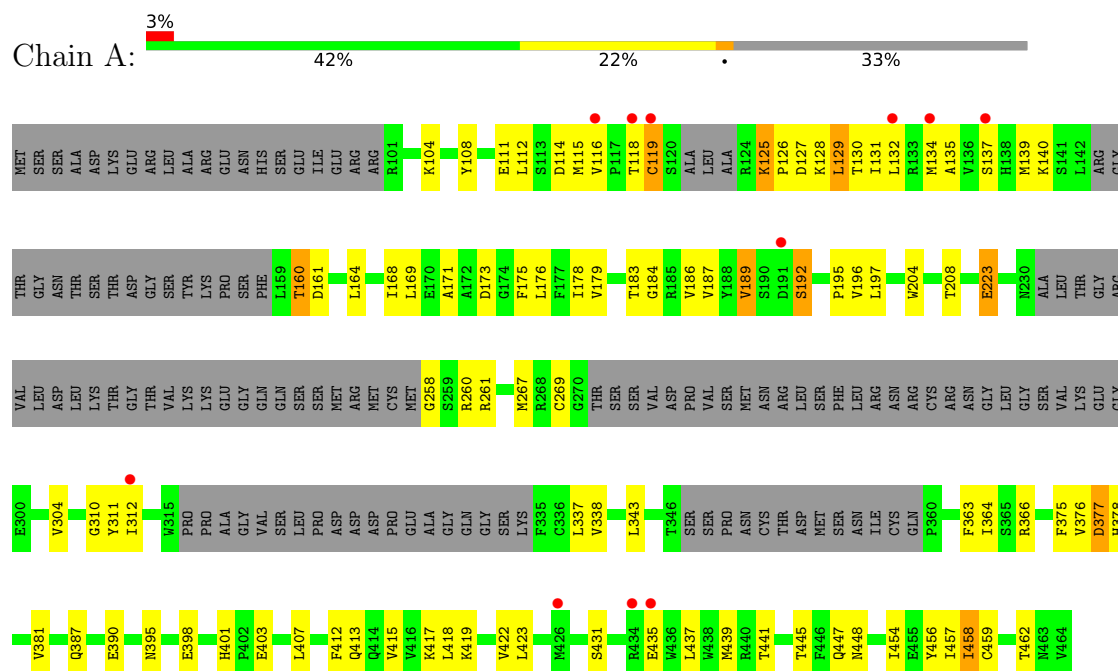 3%
Chain A:
42% 22% • 33%
MET SER SER ALA ASP LYS GLU ARG LEU ALA ARG GLU ASN HIS SER GLU ILE GLU ARG ARG R101 K104 Y108 E111 L112 S113 D114 M115 V116 P117 T118 C119 S120 ALA LEU ALA R124 K125 P126 D127 K128 L129 T130 I131 L132 R133 M134 A135 V136 S137 H138 M139 K140 S141 L142 ARG GLY
THR GLY ASN THR SER THR ASP GLY SER TYR LYS PRO SER PHE L159 T160 D161 L164 I168 L169 E170 A171 A172 D173 G174 F175 L176 F177 I178 V179 T183 G184 R185 V186 V187 Y188 V189 S190 D191 S192 P195 V196 L197 W204 T208 E223 N230 ALA LEU THR GLY ARG
VAL LEU ASP LEU LYS THR GLY THR VAL LYS LYS GLU GLY GLN GLN SER SER MET ARG MET CYS MET G258 S259 R260 R261 M267 R268 C269 G270 THR SER SER VAL ASP PRO VAL SER MET ASN ARG LEU SER PHE LEU ARG ASN ARG CYS ARG ASN GLY LEU GLY SER VAL LYS GLU GLY
E300 V304 G310 Y311 I312 W315 PRO PRO ALA GLY VAL SER LEU PRO ASP ASP ASP PRO GLU ALA GLY GLN GLY SER LYS F335 C336 L337 V338 L343 T346 SER SER PRO ASN CYS THR ASP MET SER ASN ILE CYS GLN P360 F363 I364 S365 R366 F375 V376 D377 H378
V381 Q387 E390 N395 E398 H401 P402 E403 L407 F412 Q413 Q414 V415 V416 K417 L418 K419 V422 L423 M426 S431 R434 E435 W436 L437 W438 M439 R440 T441 T445 F446 Q447 N448 I454 E455 Y456 I457 I458 C459 T462 N463 V464